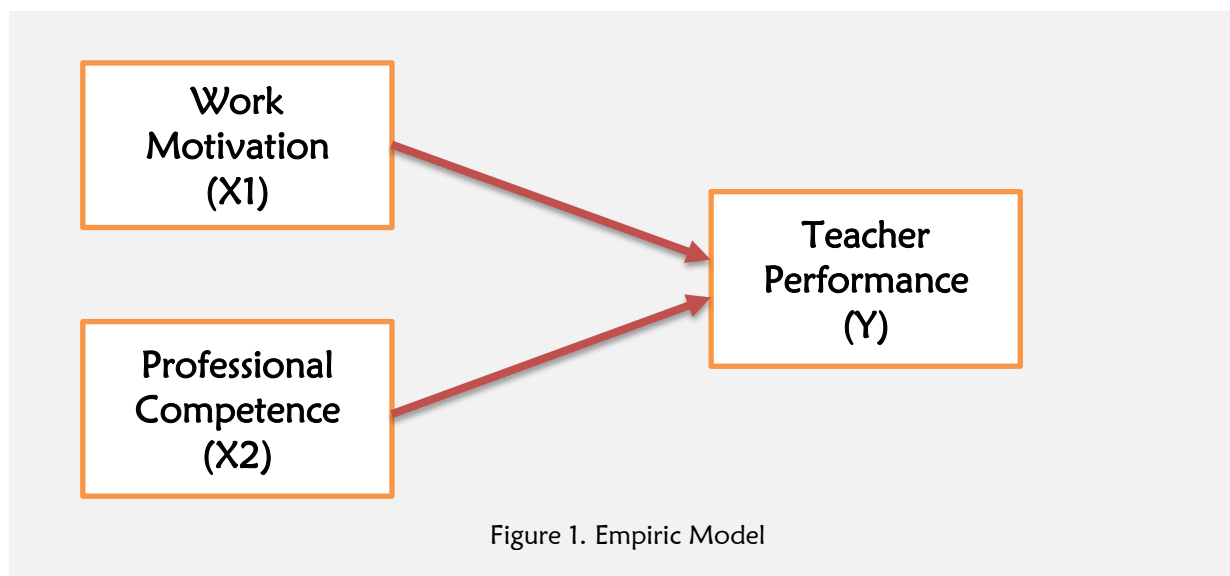 Work
Motivation
(X1)
Professional
Competence
(X2)
Teacher
Performance
(Y)
Figure 1. Empiric Model